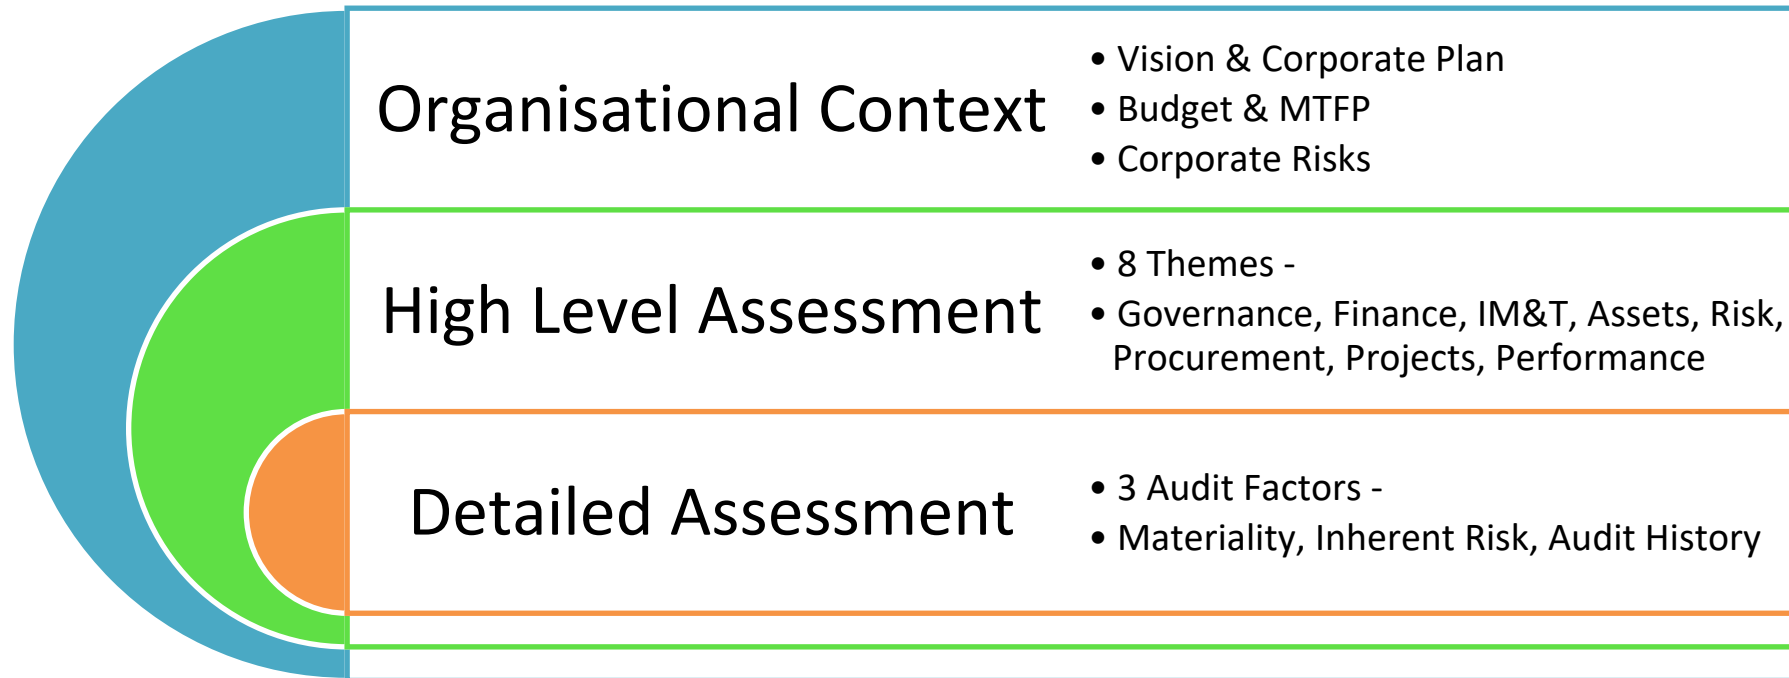 Organisational Context
• Vision & Corporate Plan
• Budget & MTFP
• Corporate Risks
High Level Assessment
• 8 Themes -
• Governance, Finance, IM&T, Assets, Risk,
Procurement, Projects, Performance
Detailed Assessment
• 3 Audit Factors -
• Materiality, Inherent Risk, Audit History